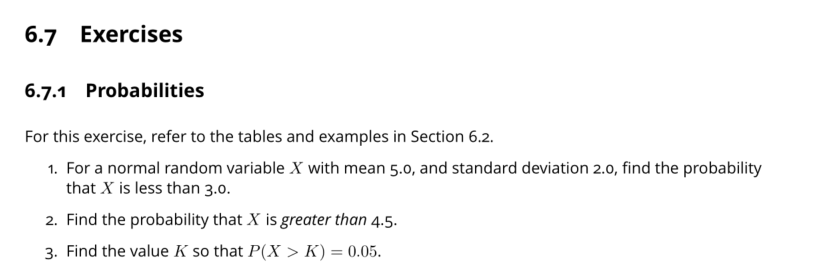 6.7 Exercises
6.7.1 Probabilities
For this exercise, refer to the tables and examples in Section 6.2.
1. For a normal random variable X with mean 5.0, and standard deviation 2.0, find the probability
that X is less than 3.0.
2. Find the probability that X is greater than 4.5.
3. Find the value K so that P(X > K) = 0.05.